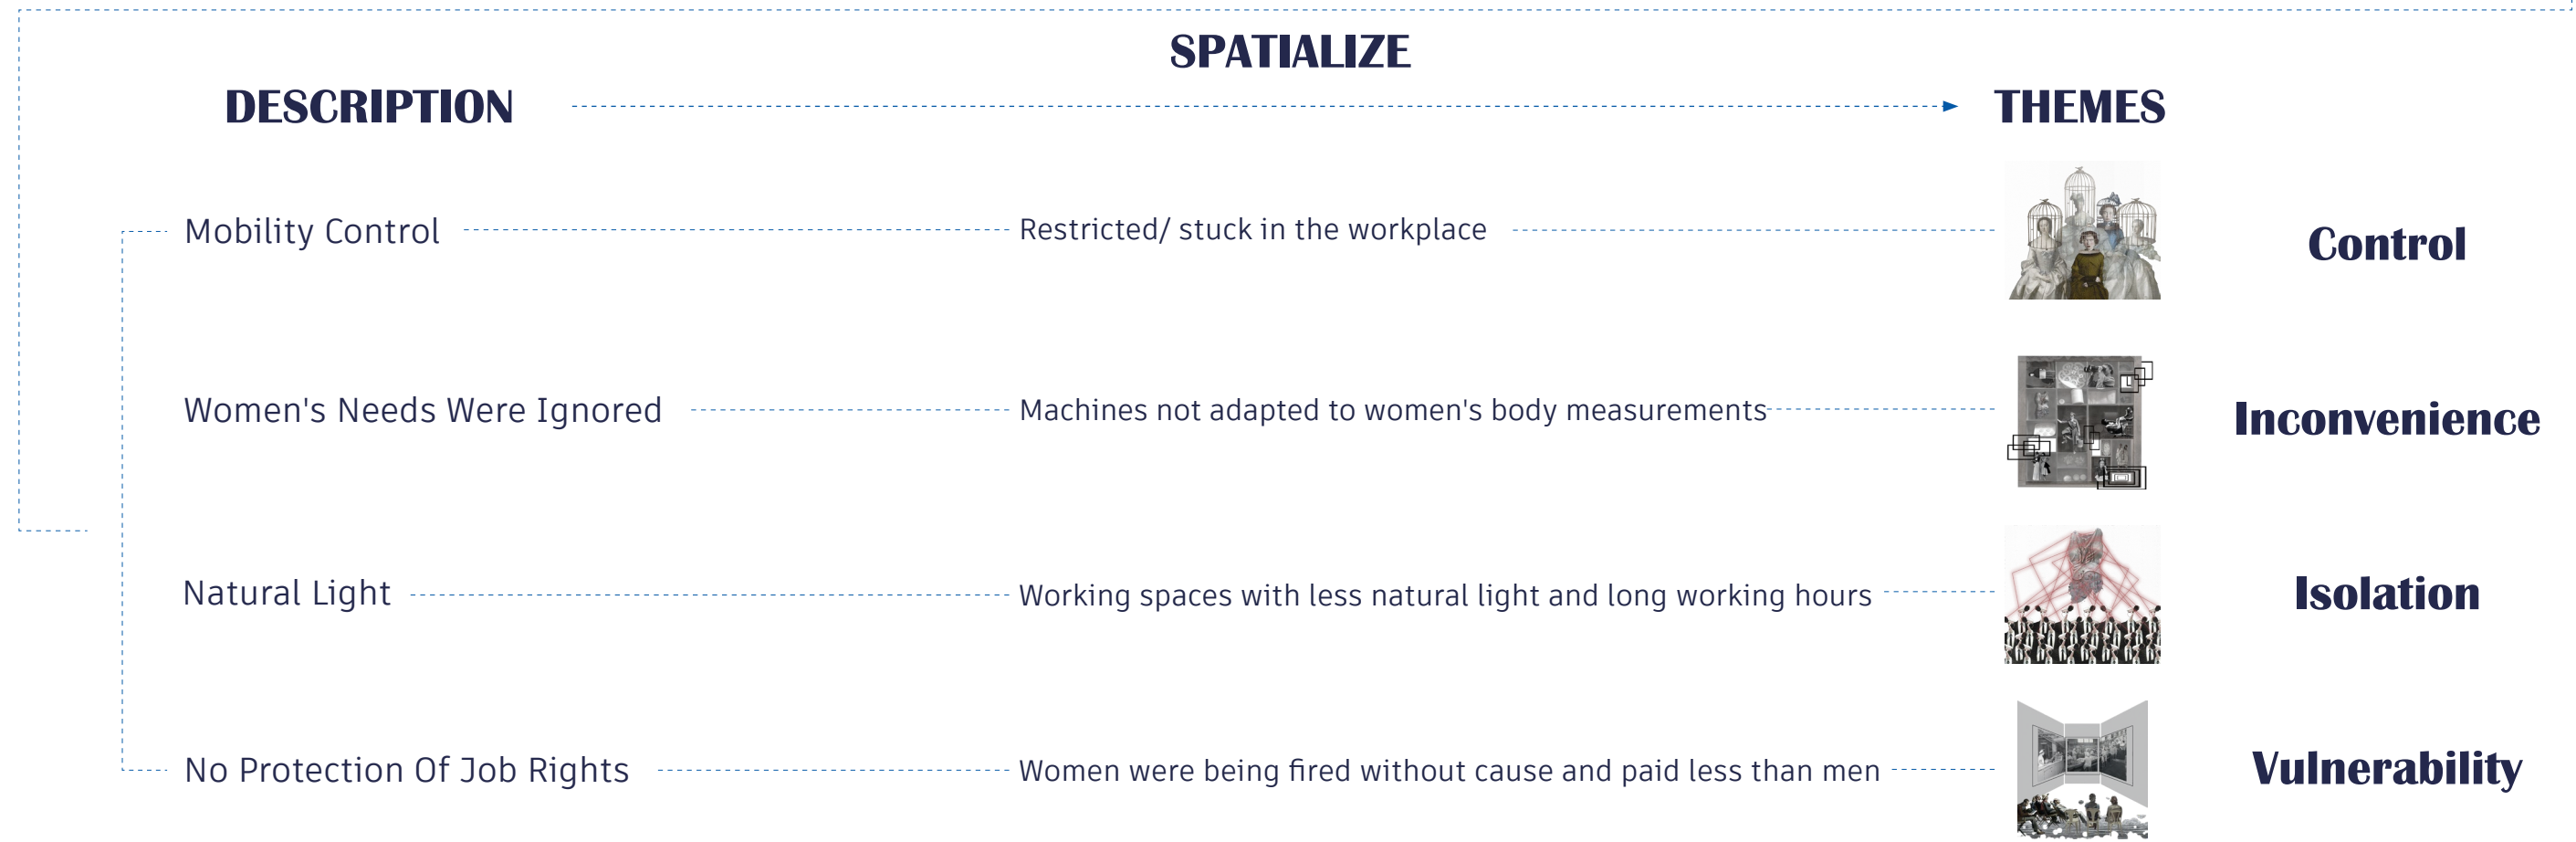 SPATIALIZE
DESCRIPTION
THEMES
Mobility Control
Restricted/ stuck in the workplace
Control
Women's Needs Were Ignored
Machines not adapted to women's body measurements
Inconvenience
Natural Light
Working spaces with less natural light and long working hours
Isolation
No Protection Of Job Rights
Women were being fired without cause and paid less than men
Vulnerability